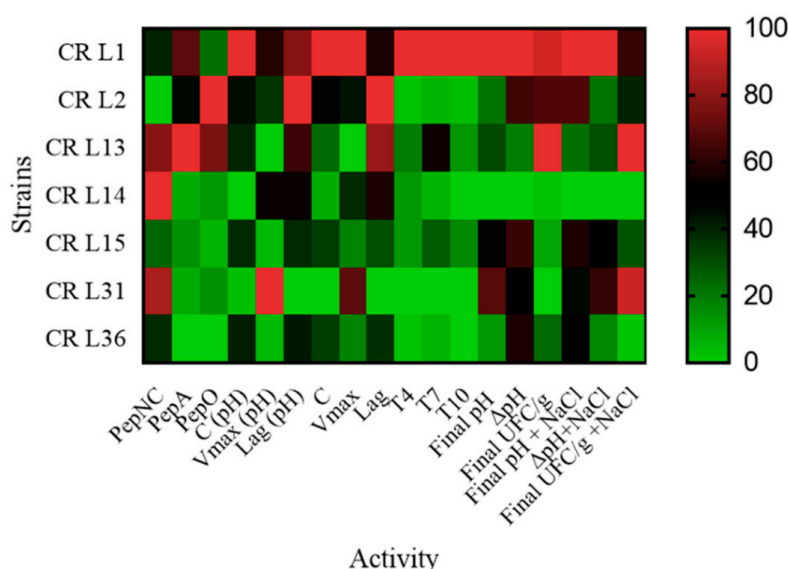 Strains
CR L1
CR L2
CR L13
CR L14
CR L15
CR L31
CR L36
PepNC
PepA
PepO
C (pH)
Vmax (pH)
Lag (pH)
C
Vmax
Lag
T4
T7
T10
Final pH
ΔpH
Final UFC/g
Final pH + NaCl
ΔpH+NaCl
Final UFC/g +NaCl
Activity
100
80
60
40
20
0